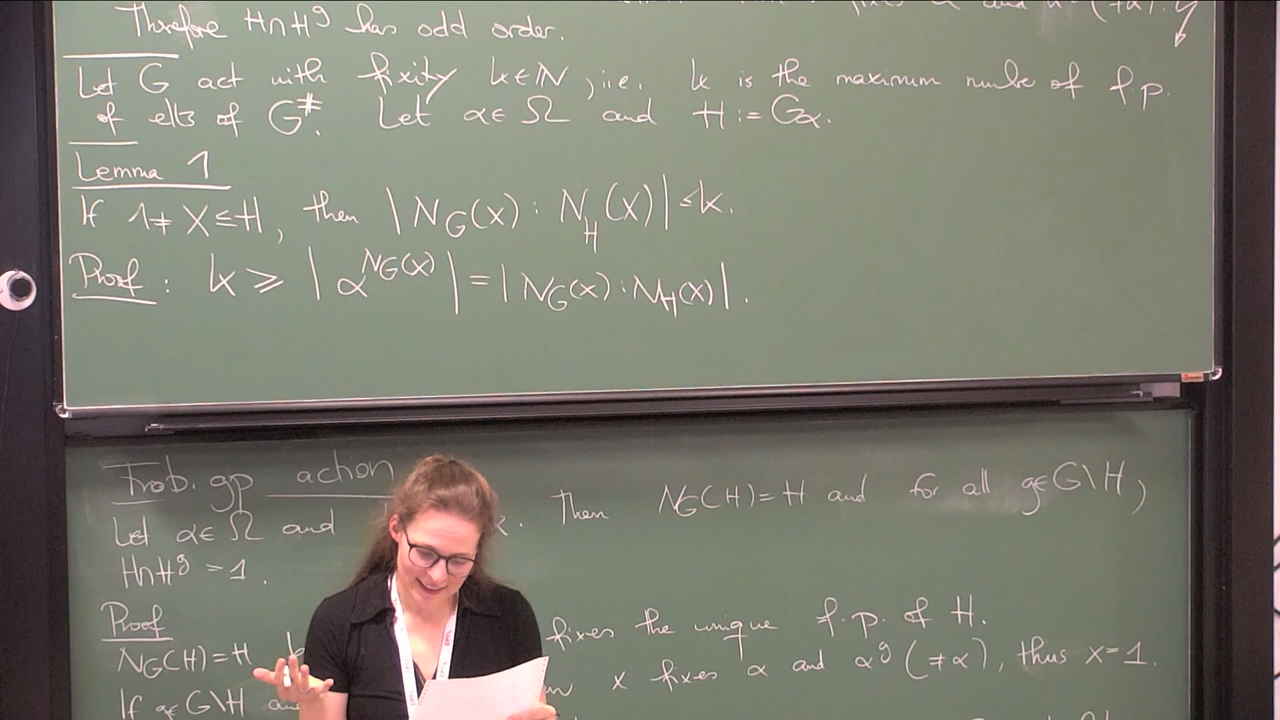 Therefore H∩H^g has odd order.
Let G act with fixity k∈ℕ, i.e. k is the maximum number of f.p.
of elts of G^#. Let α∈Ω and H := G_α.
Lemma 1
If 1≠X≤H, then |N_G(X) : N_H(X)| ≤ k.
Proof : k ≥ |α^{N_G(X)}| = |N_G(X) : N_H(X)|.
Frob. gp action
Let α∈Ω and . Then N_G(H)=H and for all g∈G\H,
H∩H^g = 1.
Proof
N_G(H)=H fixes the unique f.p. of H.
x fixes α and α^g (≠α), thus x=1.
If g∈G\H